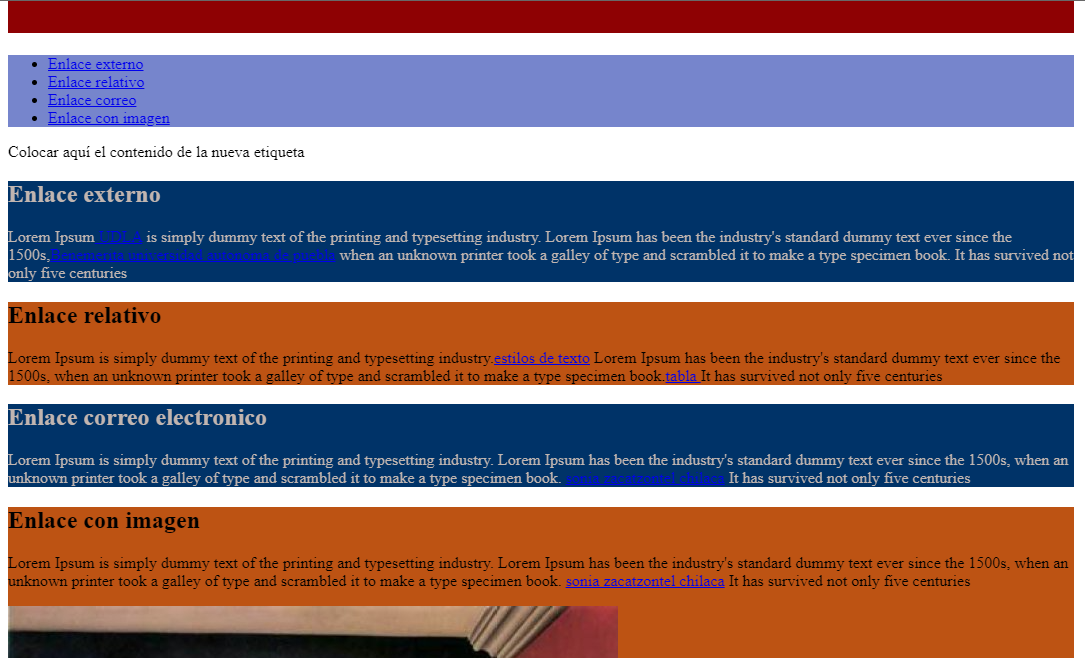 Enlace externo
Enlace relativo
Enlace correo
Enlace con imagen
Colocar aquí el contenido de la nueva etiqueta
Enlace externo
Lorem Ipsum UDLA is simply dummy text of the printing and typesetting industry. Lorem Ipsum has been the industry's standard dummy text ever since the
1500s,Benemerita universidad autonoma de puebla when an unknown printer took a galley of type and scrambled it to make a type specimen book. It has survived not
only five centuries
Enlace relativo
Lorem Ipsum is simply dummy text of the printing and typesetting industry.estilos de texto Lorem Ipsum has been the industry's standard dummy text ever since the
1500s, when an unknown printer took a galley of type and scrambled it to make a type specimen book.tabla It has survived not only five centuries
Enlace correo electronico
Lorem Ipsum is simply dummy text of the printing and typesetting industry. Lorem Ipsum has been the industry's standard dummy text ever since the 1500s, when an
unknown printer took a galley of type and scrambled it to make a type specimen book. sonia zacatzontel chilaca It has survived not only five centuries
Enlace con imagen
Lorem Ipsum is simply dummy text of the printing and typesetting industry. Lorem Ipsum has been the industry's standard dummy text ever since the 1500s, when an
unknown printer took a galley of type and scrambled it to make a type specimen book. sonia zacatzontel chilaca It has survived not only five centuries